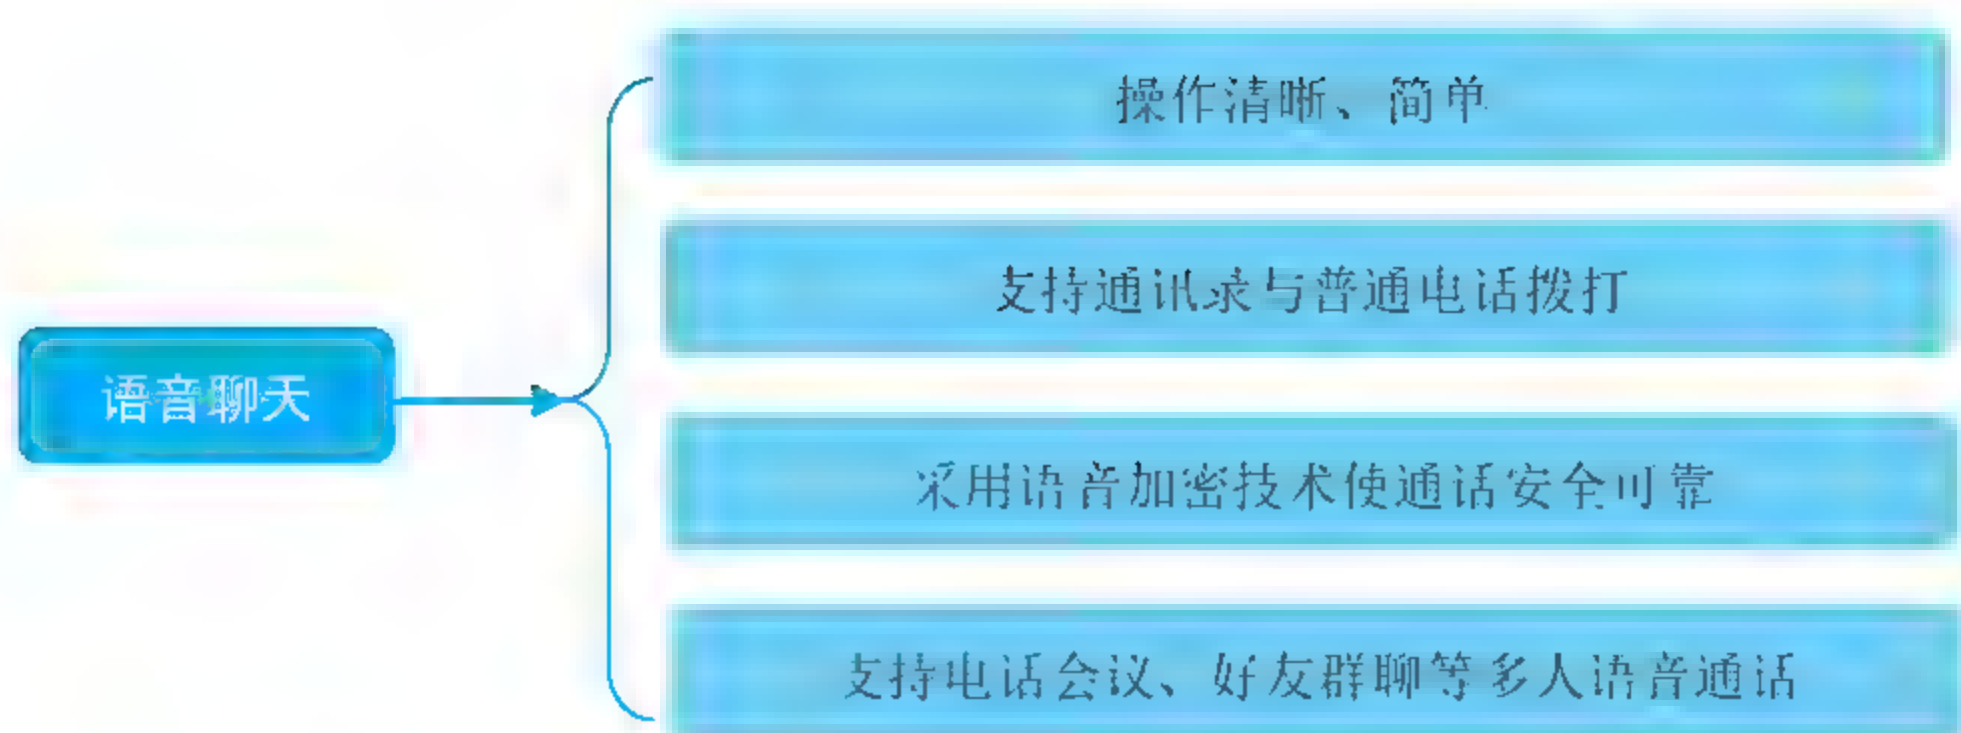 操作清晰、简单
支持通讯录与普通电话拨打
语音聊天
采用语音加密技术使通话安全可靠
支持电话会议、好友群聊等多人语音通话